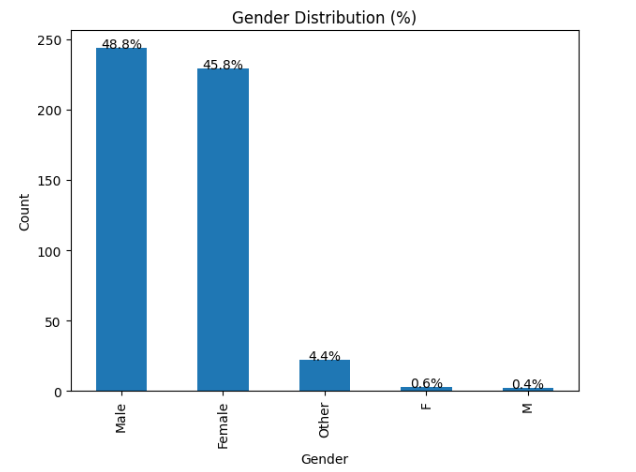 Gender Distribution (%)
250
200
150
100
50
0
Count
48.8%
45.8%
4.4%
0.6%
0.4%
Male
Female
Other
F
M
Gender